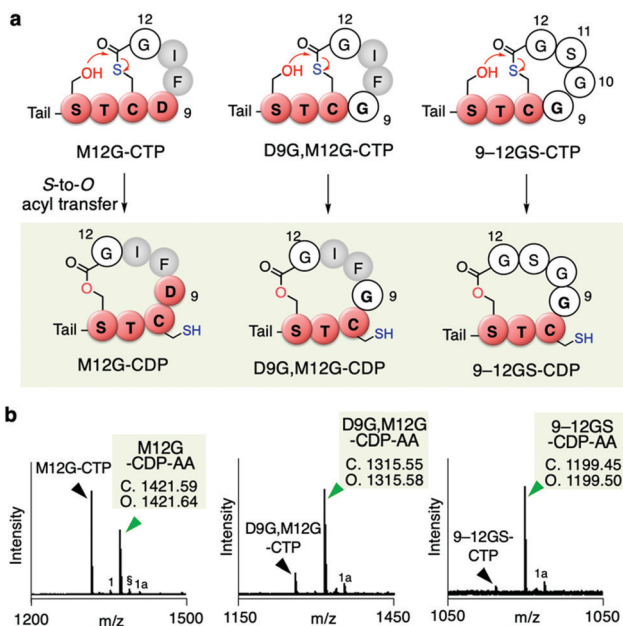 a
12 12 12 11
O G I F O G I F O G S G 10
OH S OH S OH S
Tail S T C D 9 Tail S T C G 9 Tail S T C G 9
M12G-CTP D9G,M12G-CTP 9–12GS-CTP
S-to-O
acyl transfer
12 12 12
G I F D 9 G I F G 9 G S G G 9
O O O O O O
Tail S T C SH Tail S T C SH Tail S T C SH
M12G-CDP D9G,M12G-CDP 9–12GS-CDP
b
M12G-CTP
M12G
-CDP-AA
C. 1421.59
O. 1421.64
1 § 1a
Intensity
1200 m/z 1500
D9G,M12G
-CDP-AA
C. 1315.55
O. 1315.58
D9G,M12G
-CTP
1a
Intensity
1150 m/z 1450
9–12GS
-CDP-AA
C. 1199.45
O. 1199.50
9–12GS-
CTP
1a
Intensity
1050 m/z 1050